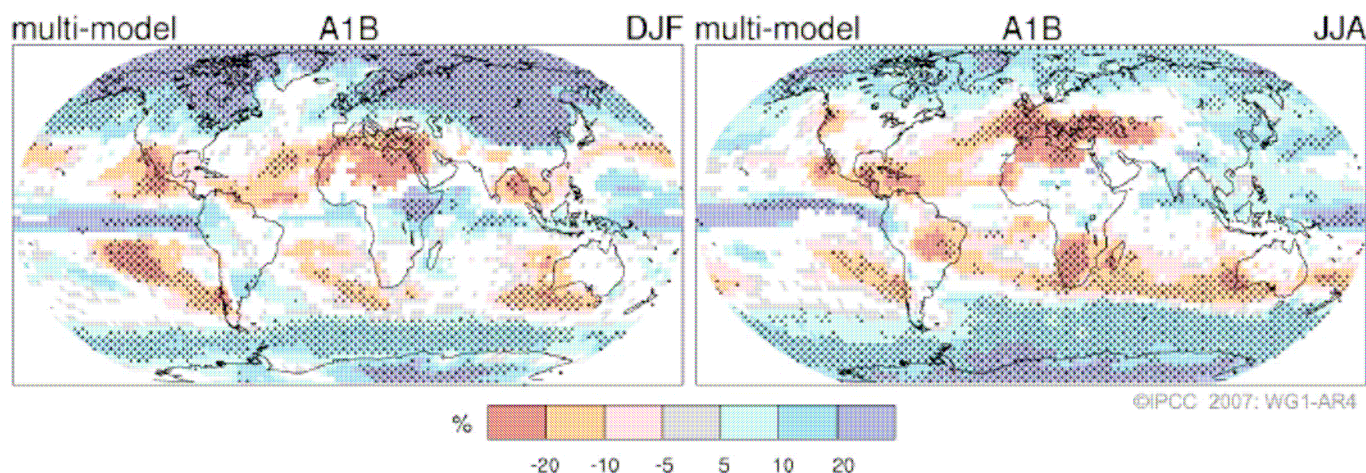 multi-model A1B DJF
multi-model A1B JJA
©IPCC 2007: WG1-AR4
%
-20 -10 -5 5 10 20